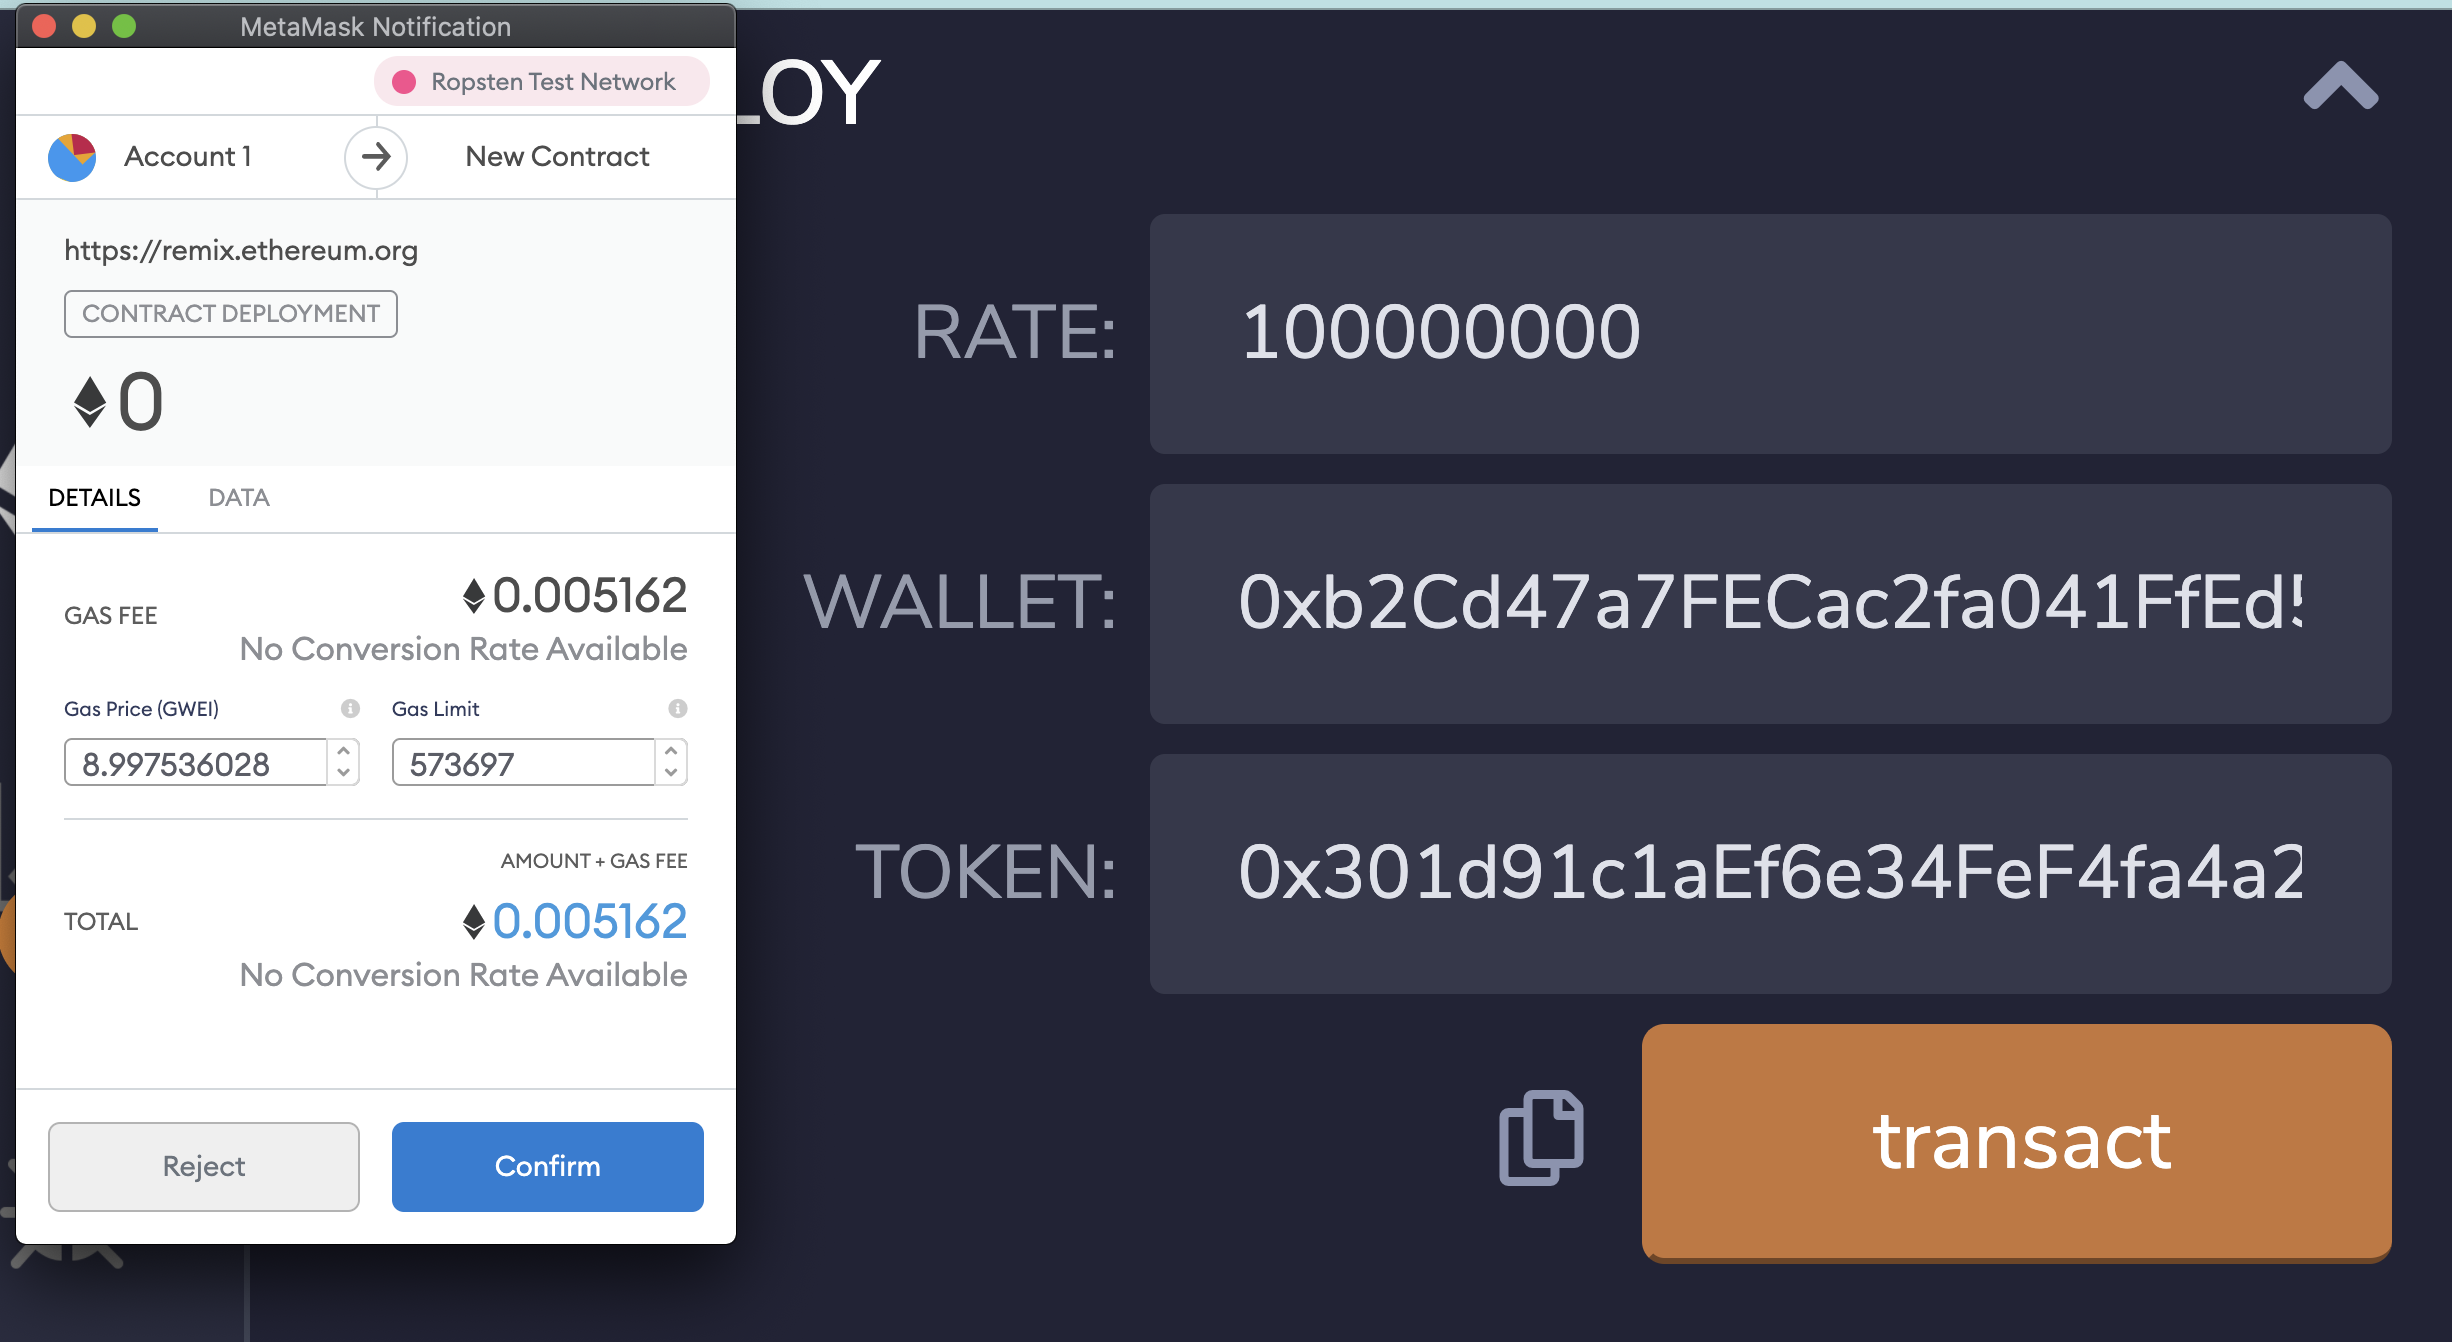 MetaMask Notification
Ropsten Test Network
Account 1
New Contract
https://remix.ethereum.org
CONTRACT DEPLOYMENT
0
DETAILS DATA
GAS FEE
0.005162
No Conversion Rate Available
Gas Price (GWEI)
Gas Limit
8.997536028
573697
AMOUNT + GAS FEE
TOTAL
0.005162
No Conversion Rate Available
Reject
Confirm
LOY
RATE:
100000000
WALLET:
0xb2Cd47a7FECac2fa041FfEd5
TOKEN:
0x301d91c1aEf6e34FeF4fa4a2
transact